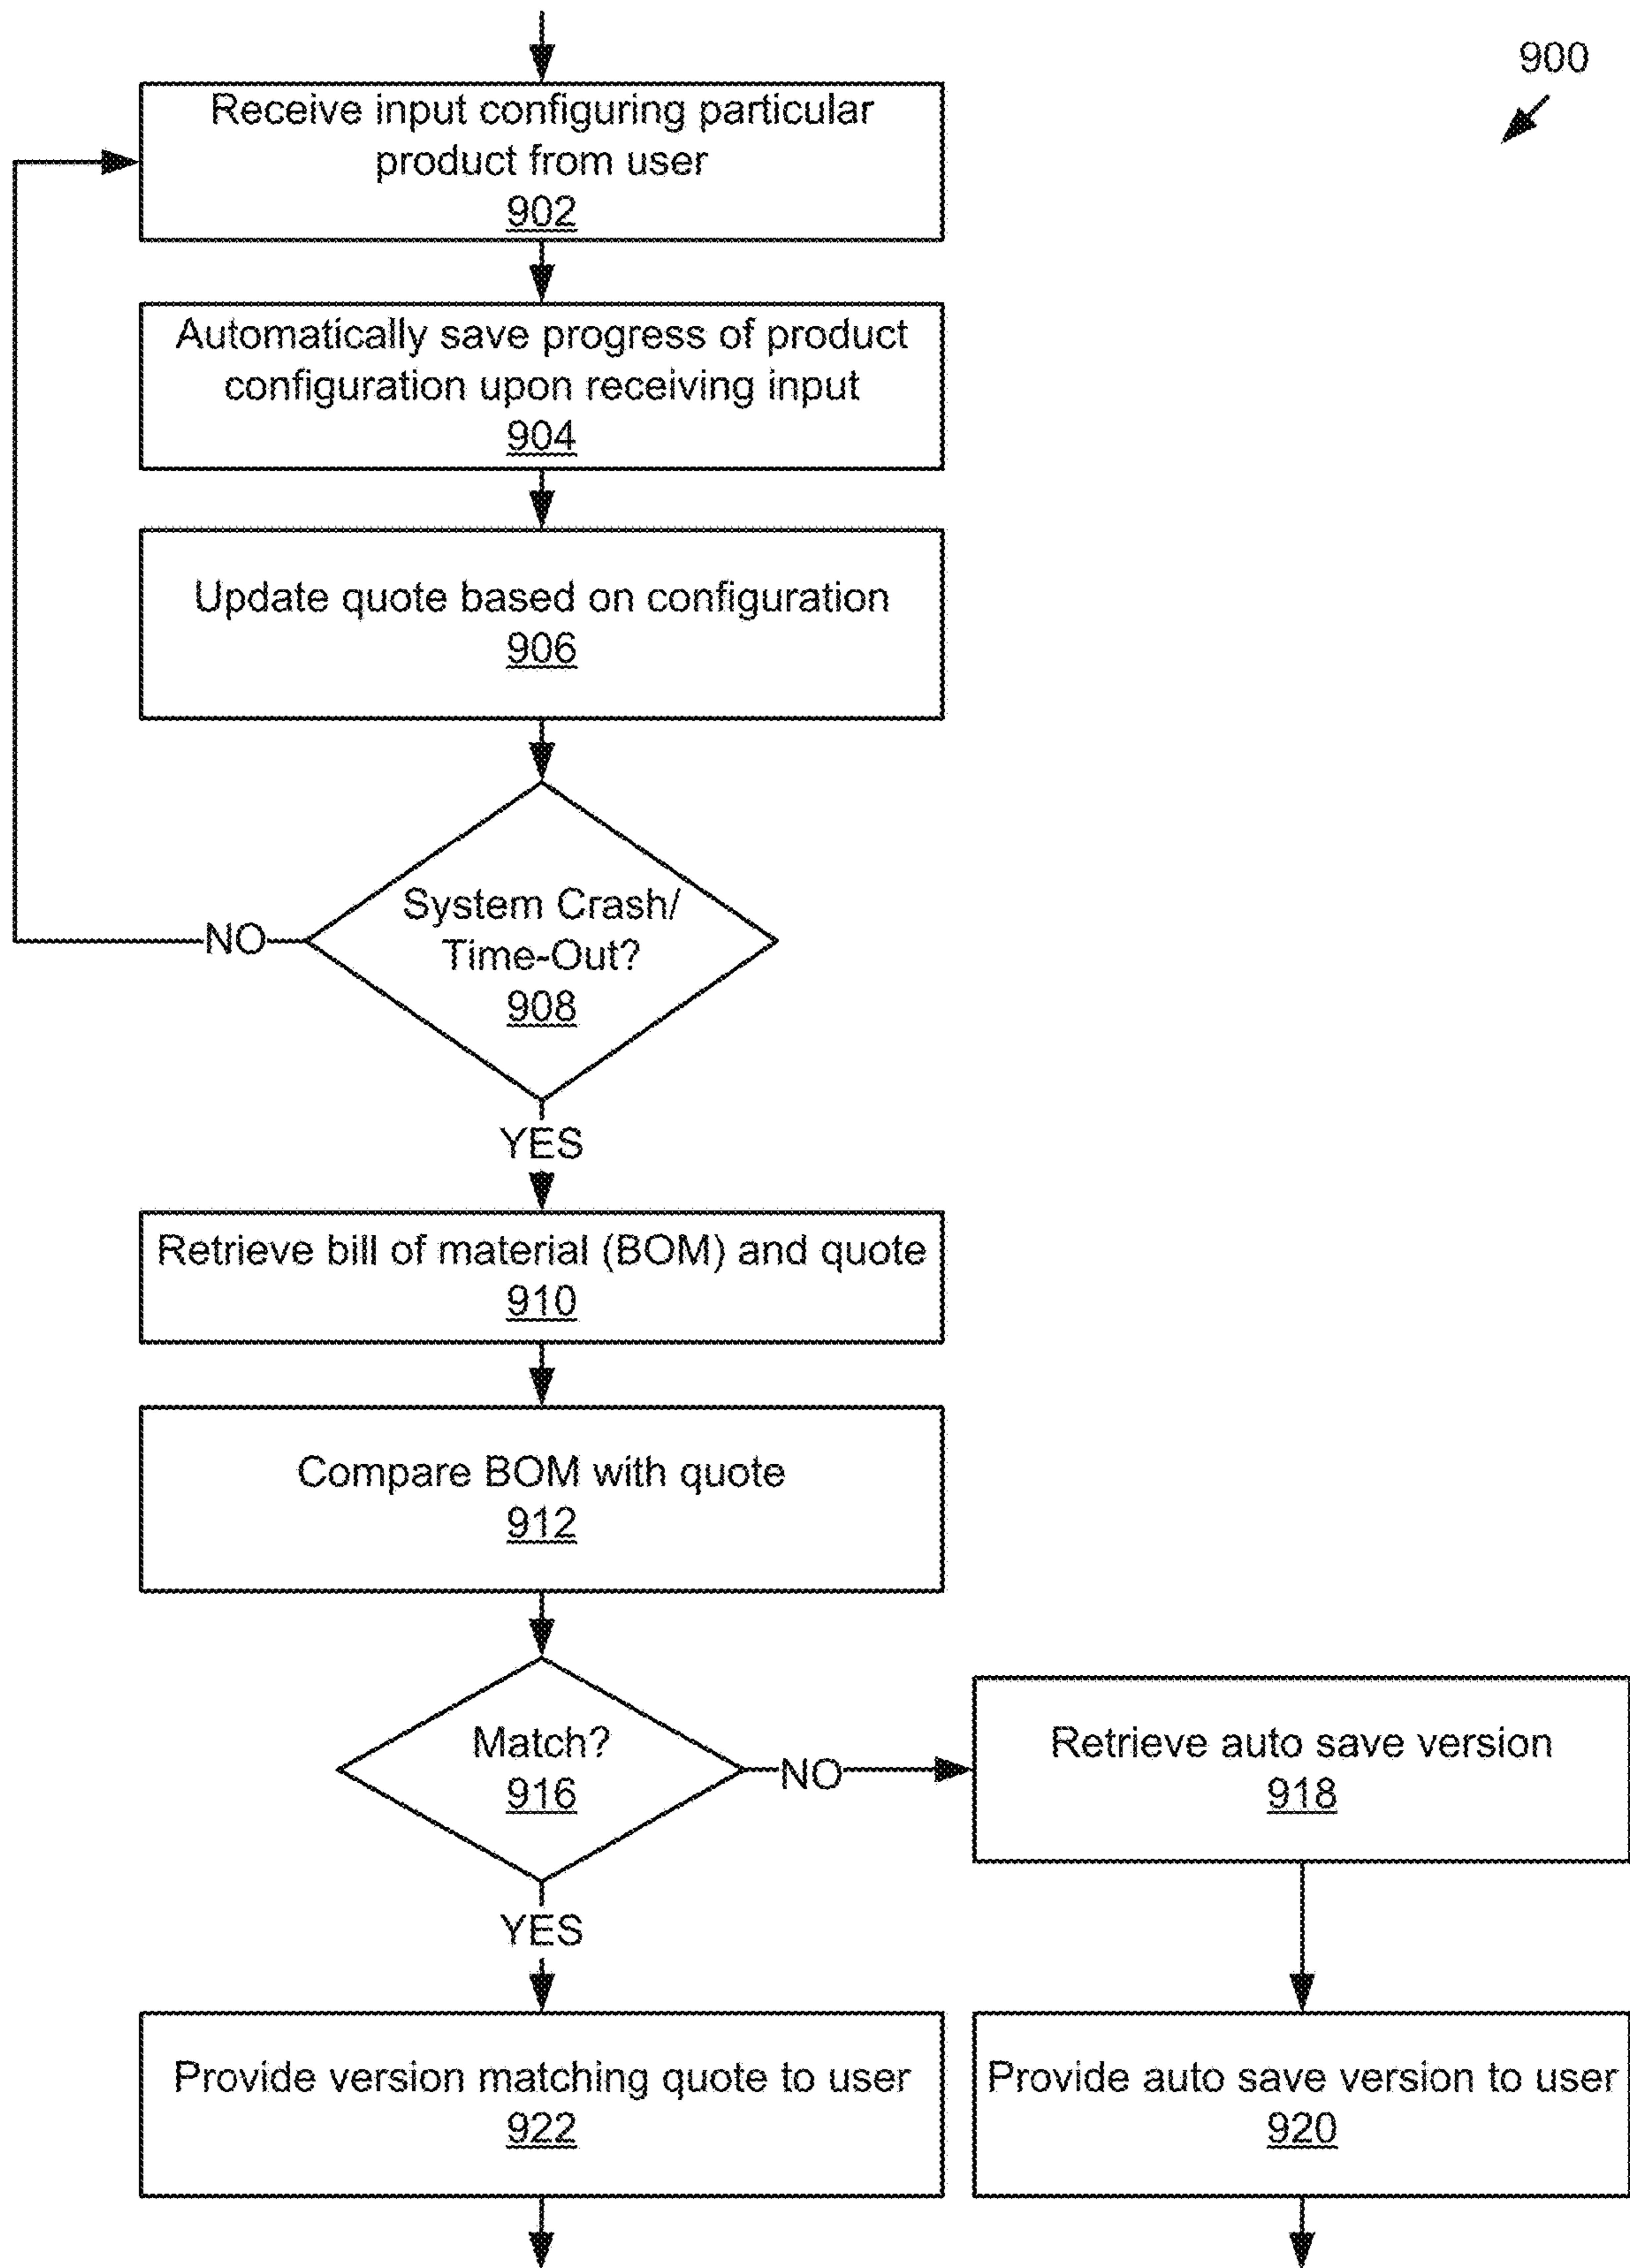 900
Receive input configuring particular
product from user
902
Automatically save progress of product
configuration upon receiving input
904
Update quote based on configuration
906
System Crash/
Time-Out?
908
NO
YES
Retrieve bill of material (BOM) and quote
910
Compare BOM with quote
912
Match?
916
NO
Retrieve auto save version
918
YES
Provide version matching quote to user
922
Provide auto save version to user
920